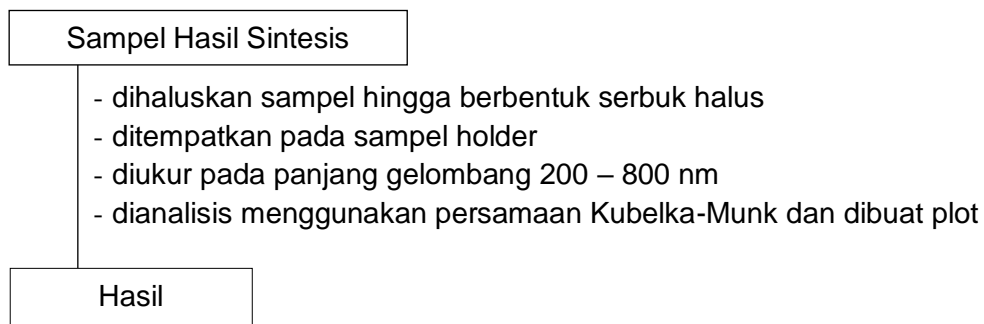 Sampel Hasil Sintesis
- dihaluskan sampel hingga berbentuk serbuk halus
- ditempatkan pada sampel holder
- diukur pada panjang gelombang 200 – 800 nm
- dianalisis menggunakan persamaan Kubelka-Munk dan dibuat plot
Hasil